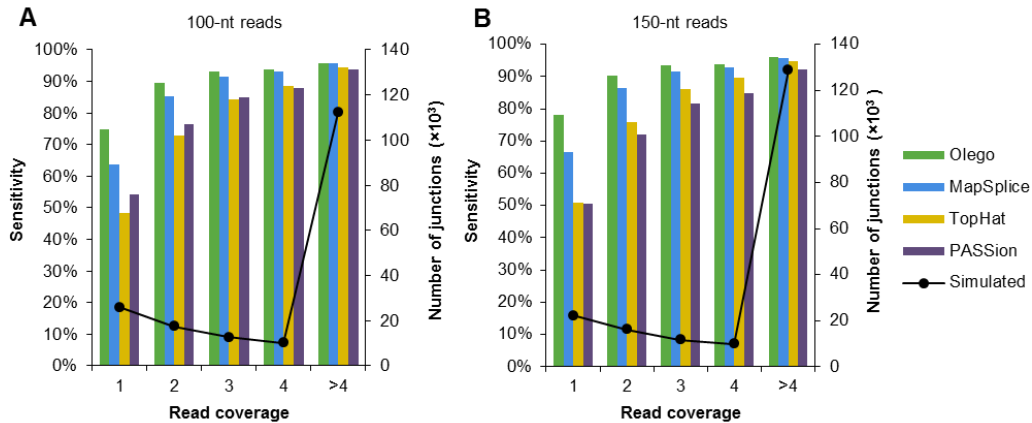 A
100-nt reads
100%
90%
80%
70%
60%
50%
40%
30%
20%
10%
0%
Sensitivity
140
120
100
80
60
40
20
0
Number of junctions (×10³)
1 2 3 4 >4
Read coverage
B
150-nt reads
100%
90%
80%
70%
60%
50%
40%
30%
20%
10%
0%
Sensitivity
140
120
100
80
60
40
20
0
Number of junctions (×10³)
1 2 3 4 >4
Read coverage
Olego
MapSplice
TopHat
PASSion
Simulated